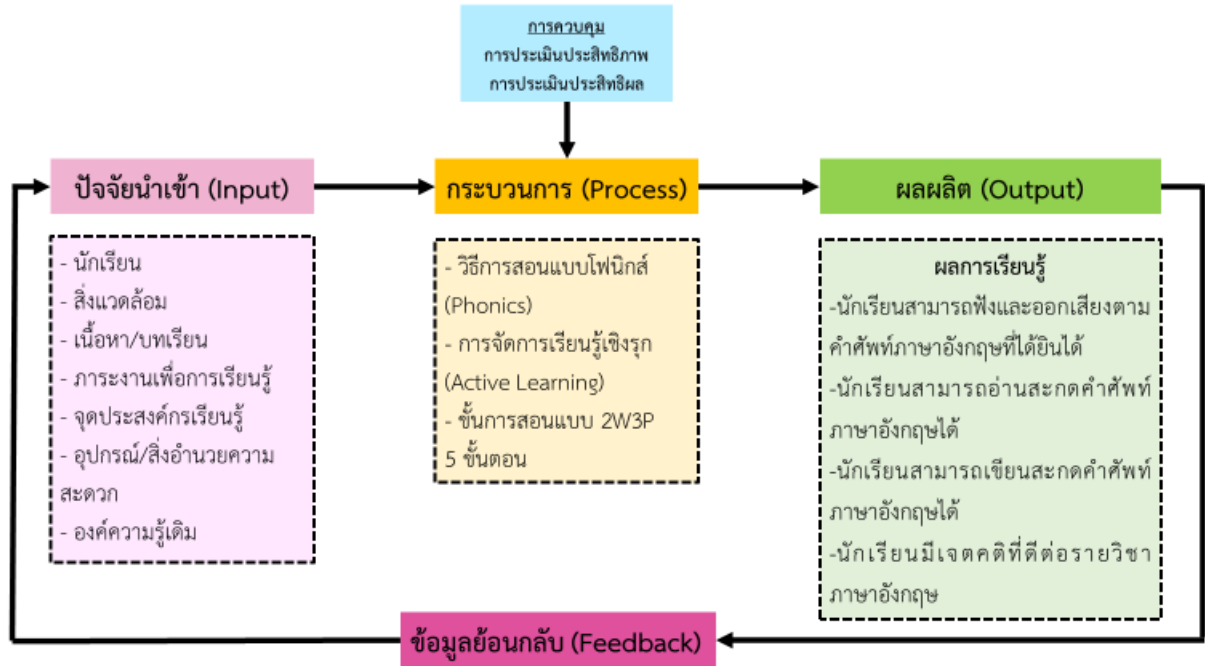 การควบคุม
การประเมินประสิทธิภาพ
การประเมินประสิทธิผล
ปัจจัยนำเข้า (Input)
กระบวนการ (Process)
ผลผลิต (Output)
- นักเรียน
- สิ่งแวดล้อม
- เนื้อหา/บทเรียน
- ภาระงานเพื่อการเรียนรู้
- จุดประสงค์กรเรียนรู้
- อุปกรณ์/สิ่งอำนวยความ
สะดวก
- องค์ความรู้เดิม
- วิธีการสอนแบบโฟนิกส์
(Phonics)
- การจัดการเรียนรู้เชิงรุก
(Active Learning)
- ขั้นการสอนแบบ 2W3P
5 ขั้นตอน
ผลการเรียนรู้
-นักเรียนสามารถฟังและออกเสียงตาม
คำศัพท์ภาษาอังกฤษที่ได้ยินได้
-นักเรียนสามารถอ่านสะกดคำศัพท์
ภาษาอังกฤษได้
-นักเรียนสามารถเขียนสะกดคำศัพท์
ภาษาอังกฤษได้
-นักเรียนมีเจตคติที่ดีต่อรายวิชา
ภาษาอังกฤษ
ข้อมูลย้อนกลับ (Feedback)